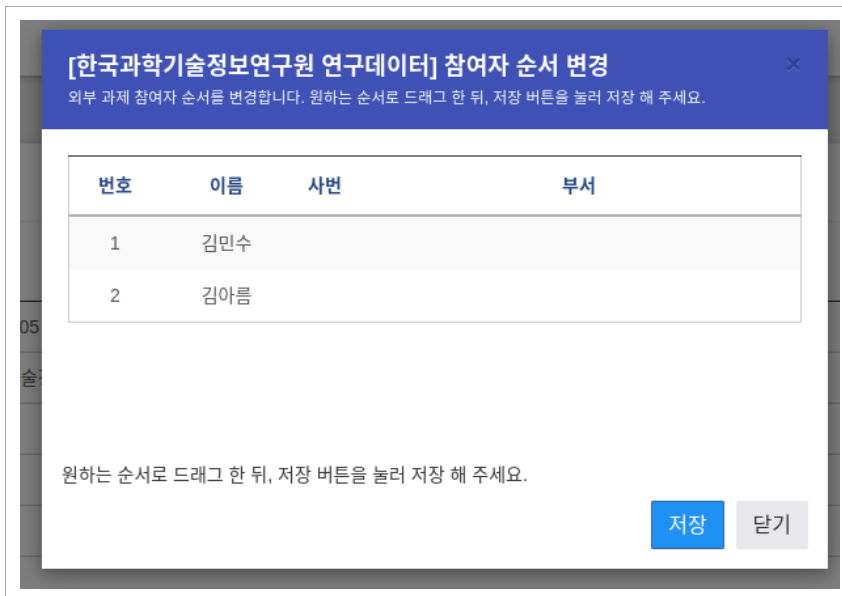 [한국과학기술정보연구원 연구데이터] 참여자 순서 변경
×
외부 과제 참여자 순서를 변경합니다. 원하는 순서로 드래그 한 뒤, 저장 버튼을 눌러 저장 해 주세요.
번호 이름 사번 부서
1 김민수
2 김아름
05
술
원하는 순서로 드래그 한 뒤, 저장 버튼을 눌러 저장 해 주세요.
저장 닫기